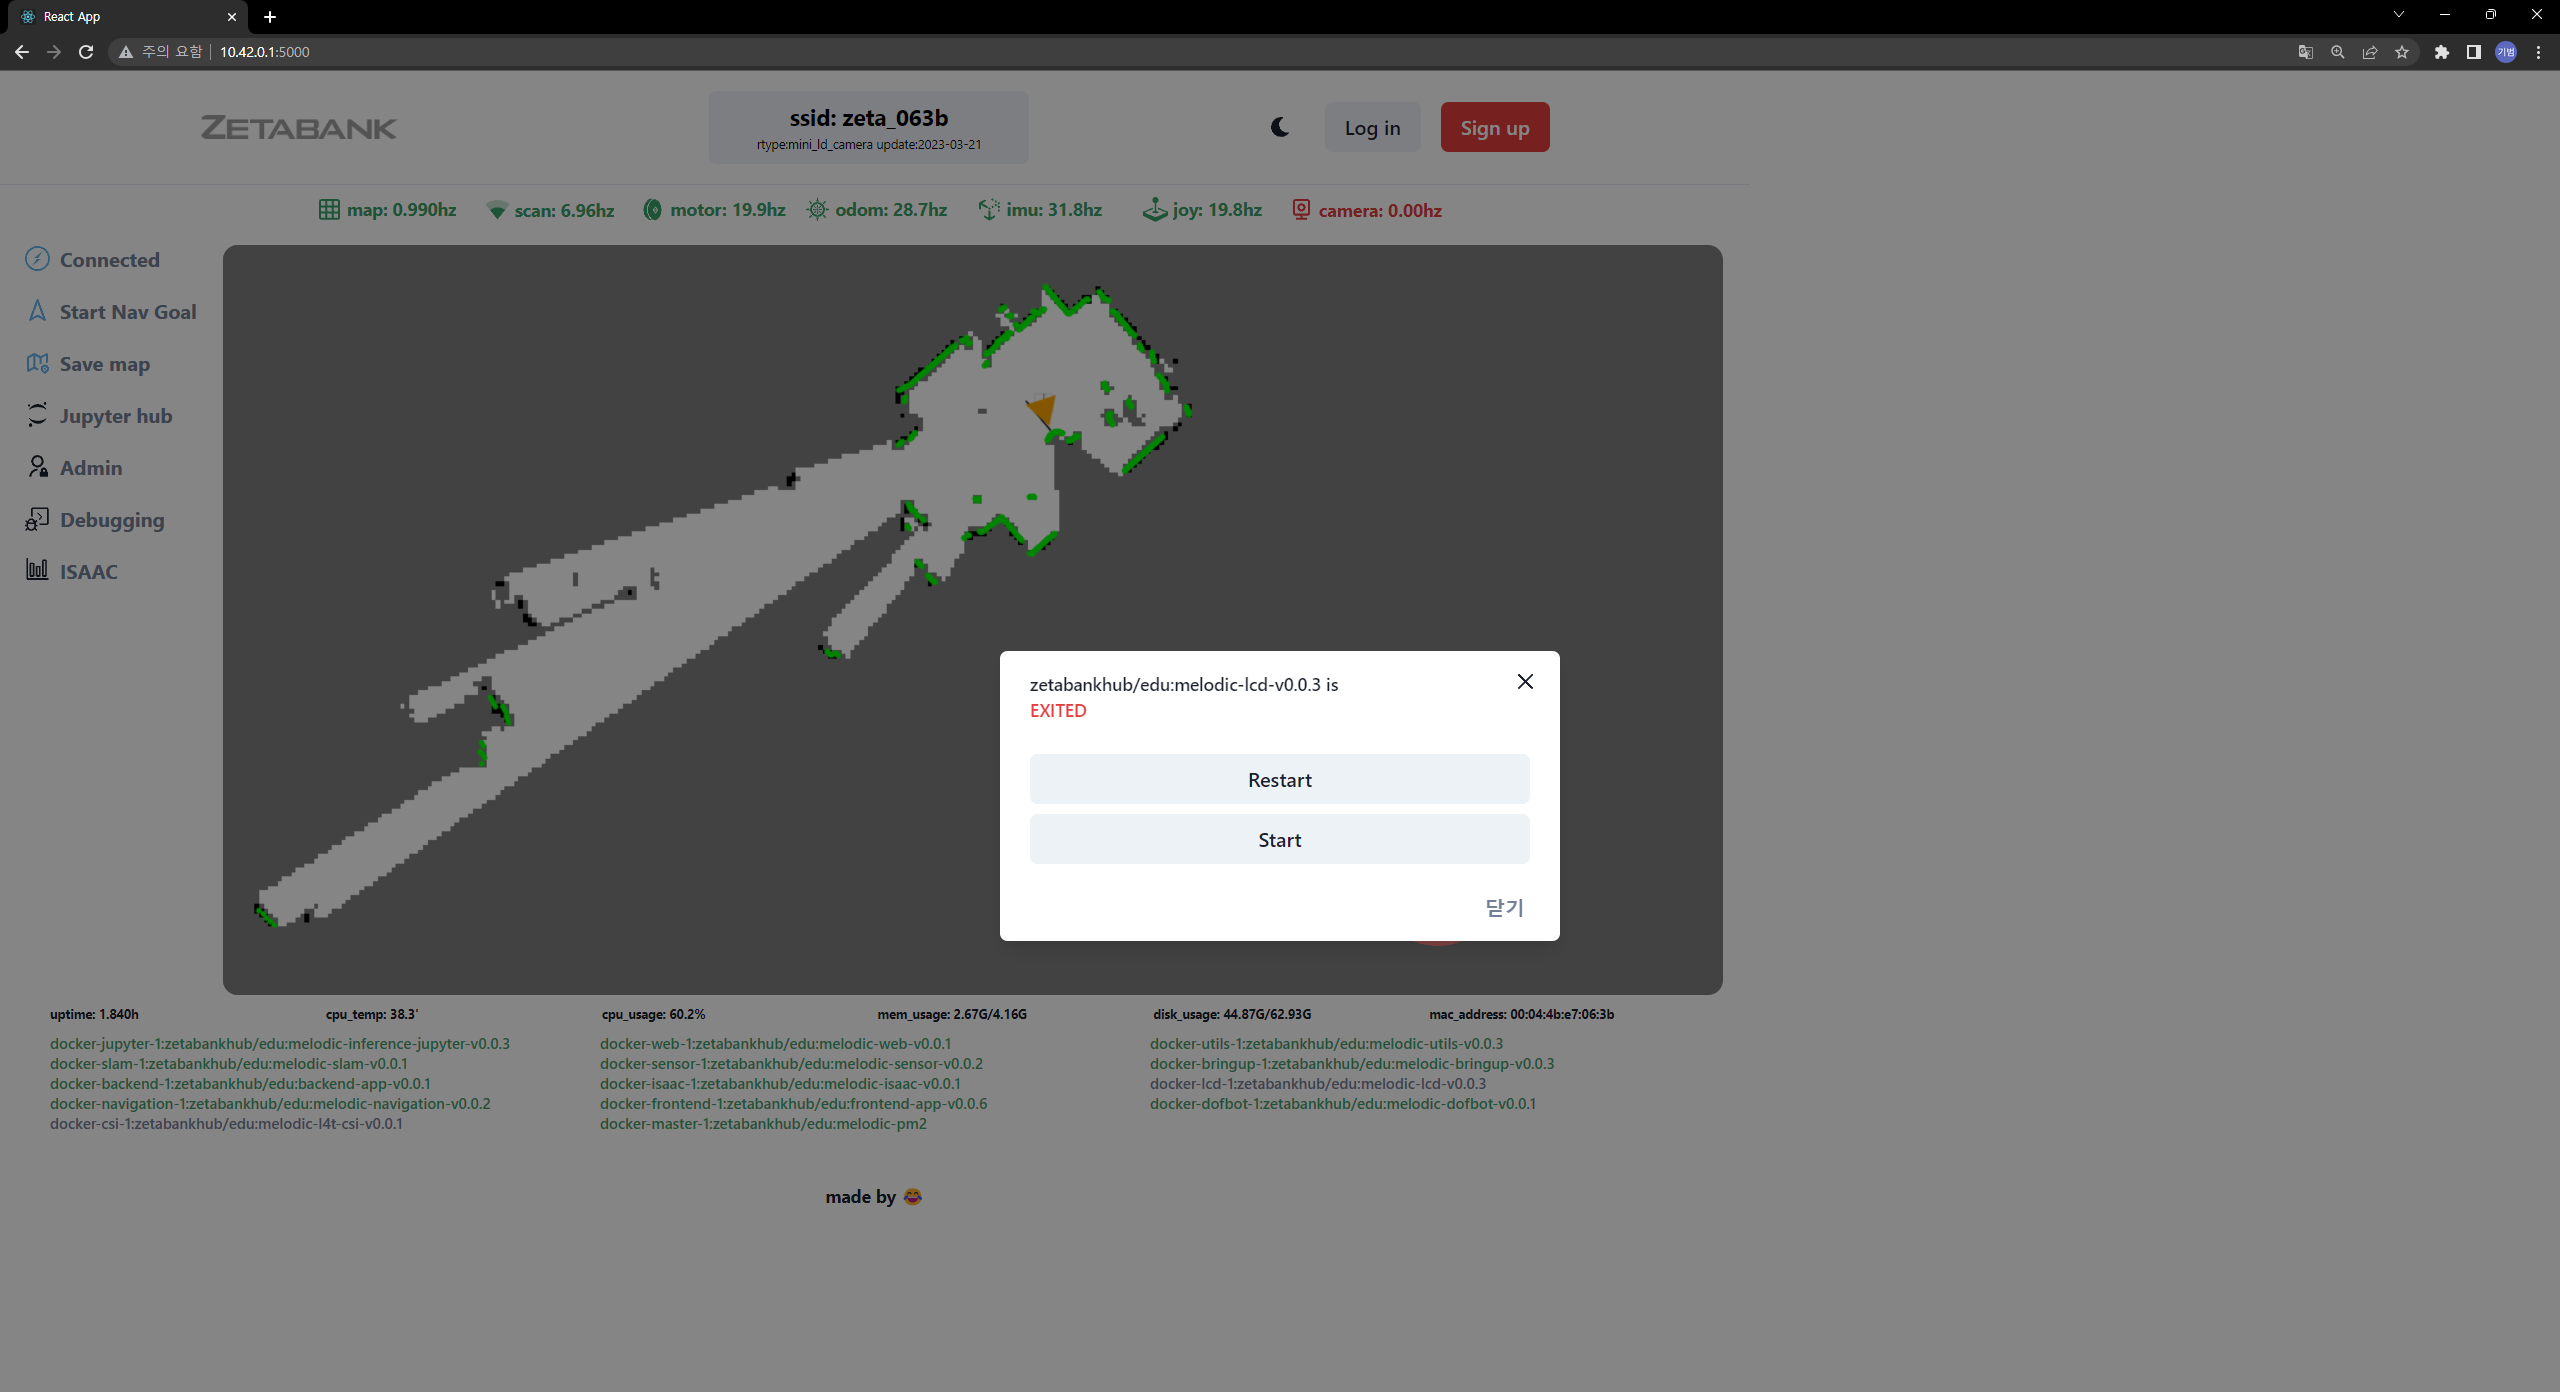 React App
주의 요함 10.42.0.1:5000
기범
ZETABANK
ssid: zeta_063b
rtype:mini_ld_camera update:2023-03-21
Log in
Sign up
map: 0.990hz scan: 6.96hz motor: 19.9hz odom: 28.7hz imu: 31.8hz joy: 19.8hz camera: 0.00hz
Connected
Start Nav Goal
Save map
Jupyter hub
Admin
Debugging
ISAAC
zetabankhub/edu:melodic-lcd-v0.0.3 is
EXITED
Restart
Start
닫기
uptime: 1.840h cpu_temp: 38.3' cpu_usage: 60.2% mem_usage: 2.67G/4.16G disk_usage: 44.87G/62.93G mac_address: 00:04:4b:e7:06:3b
docker-jupyter-1:zetabankhub/edu:melodic-inference-jupyter-v0.0.3 docker-web-1:zetabankhub/edu:melodic-web-v0.0.1 docker-utils-1:zetabankhub/edu:melodic-utils-v0.0.3
docker-slam-1:zetabankhub/edu:melodic-slam-v0.0.1 docker-sensor-1:zetabankhub/edu:melodic-sensor-v0.0.2 docker-bringup-1:zetabankhub/edu:melodic-bringup-v0.0.3
docker-backend-1:zetabankhub/edu:backend-app-v0.0.1 docker-isaac-1:zetabankhub/edu:melodic-isaac-v0.0.1 docker-lcd-1:zetabankhub/edu:melodic-lcd-v0.0.3
docker-navigation-1:zetabankhub/edu:melodic-navigation-v0.0.2 docker-frontend-1:zetabankhub/edu:frontend-app-v0.0.6 docker-dofbot-1:zetabankhub/edu:melodic-dofbot-v0.0.1
docker-csi-1:zetabankhub/edu:melodic-l4t-csi-v0.0.1 docker-master-1:zetabankhub/edu:melodic-pm2
made by 😂